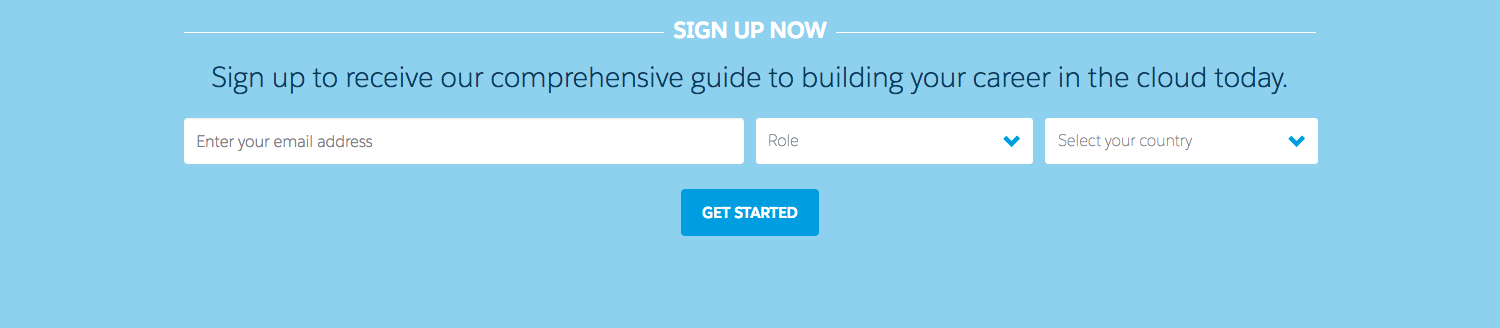 SIGN UP NOW
Sign up to receive our comprehensive guide to building your career in the cloud today.
Enter your email address
Role
Select your country
GET STARTED